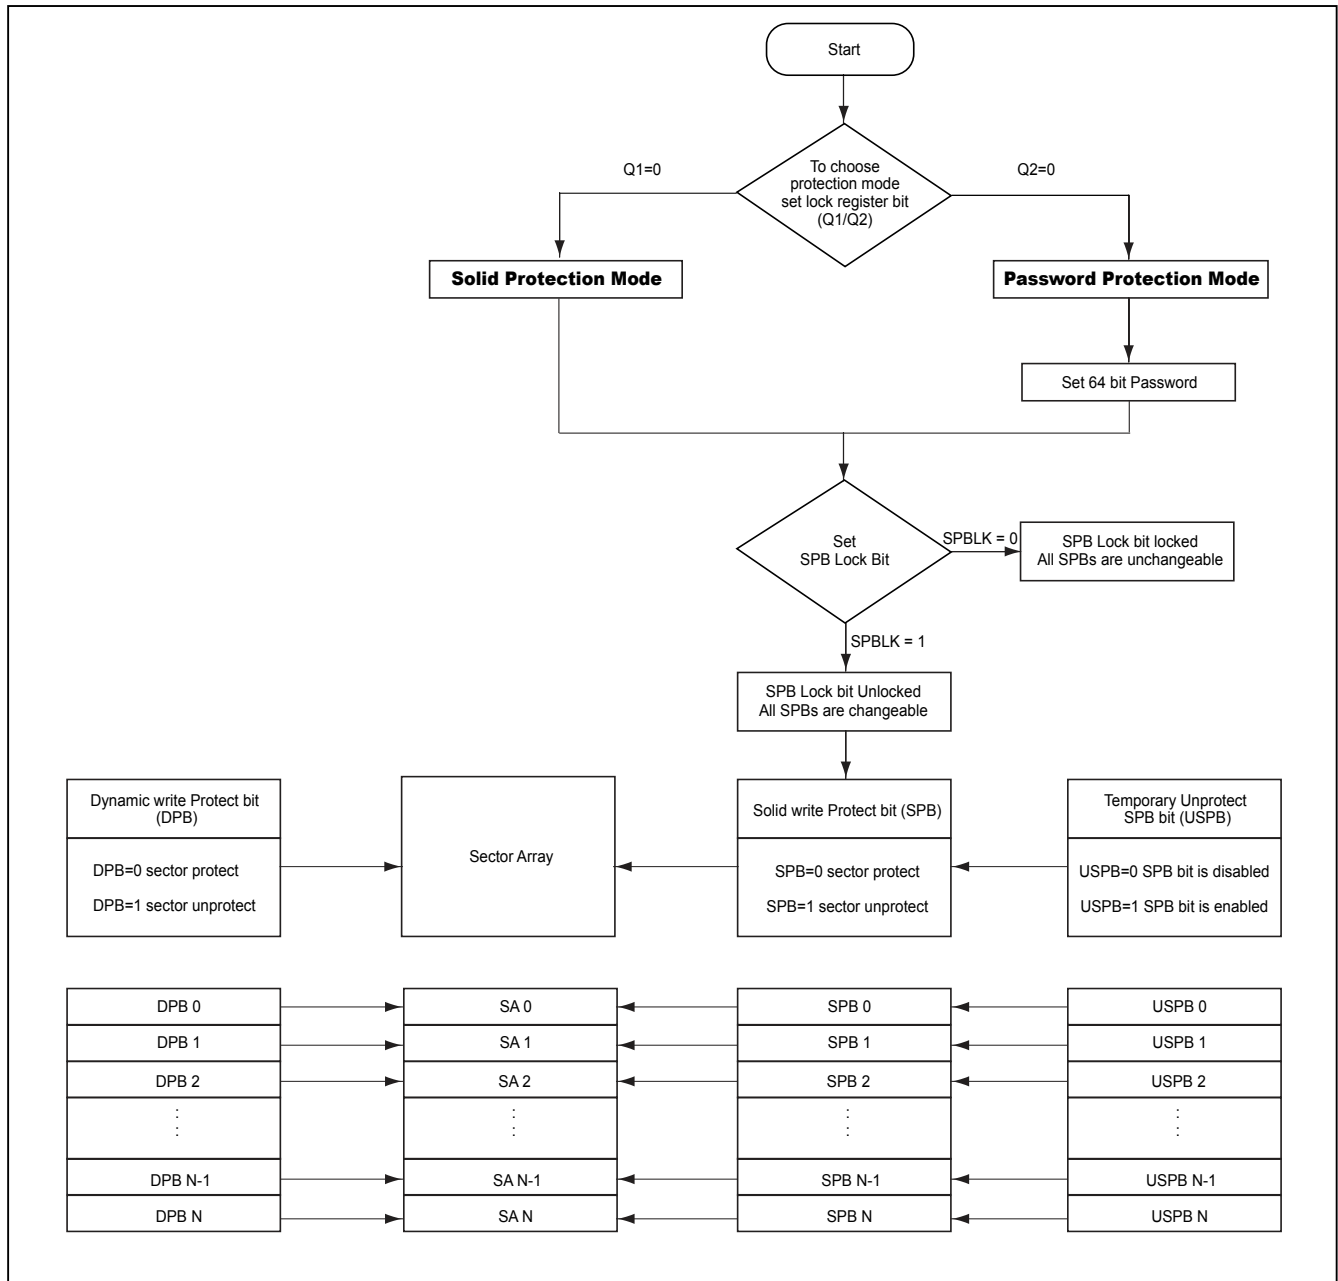 Start
To choose
protection mode
set lock register bit
(Q1/Q2)
Q1=0
Q2=0
Solid Protection Mode
Password Protection Mode
Set 64 bit Password
Set
SPB Lock Bit
SPBLK = 0
SPB Lock bit locked
All SPBs are unchangeable
SPBLK = 1
SPB Lock bit Unlocked
All SPBs are changeable
Dynamic write Protect bit
(DPB)
DPB=0 sector protect
DPB=1 sector unprotect
Sector Array
Solid write Protect bit (SPB)
SPB=0 sector protect
SPB=1 sector unprotect
Temporary Unprotect
SPB bit (USPB)
USPB=0 SPB bit is disabled
USPB=1 SPB bit is enabled
DPB 0
SA 0
SPB 0
USPB 0
DPB 1
SA 1
SPB 1
USPB 1
DPB 2
SA 2
SPB 2
USPB 2
DPB N-1
SA N-1
SPB N-1
USPB N-1
DPB N
SA N
SPB N
USPB N